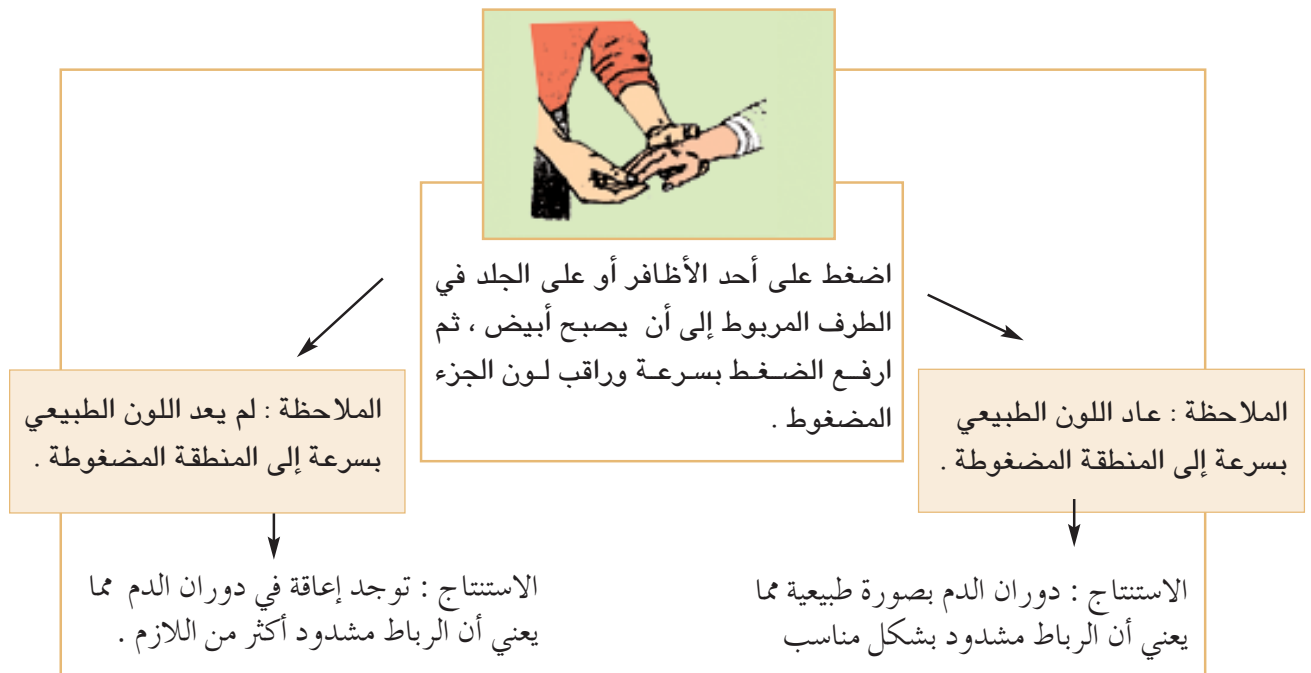 اضغط على أحد الأظافر أو على الجلد في
الطرف المربوط إلى أن يصبح أبيض ، ثم
ارفع الضغط بسرعة وراقب لون الجزء
المضغوط .
الملاحظة : عاد اللون الطبيعي
بسرعة إلى المنطقة المضغوطة .
الاستنتاج : دوران الدم بصورة طبيعية مما
يعني أن الرباط مشدود بشكل مناسب
الملاحظة : لم يعد اللون الطبيعي
بسرعة إلى المنطقة المضغوطة .
الاستنتاج : توجد إعاقة في دوران الدم مما
يعني أن الرباط مشدود أكثر من اللازم .